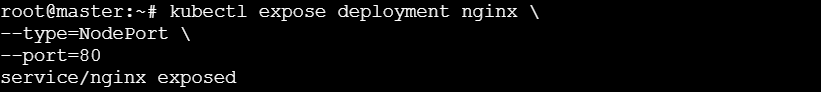 root@master:~# kubectl expose deployment nginx \
--type=NodePort \
--port=80
service/nginx exposed